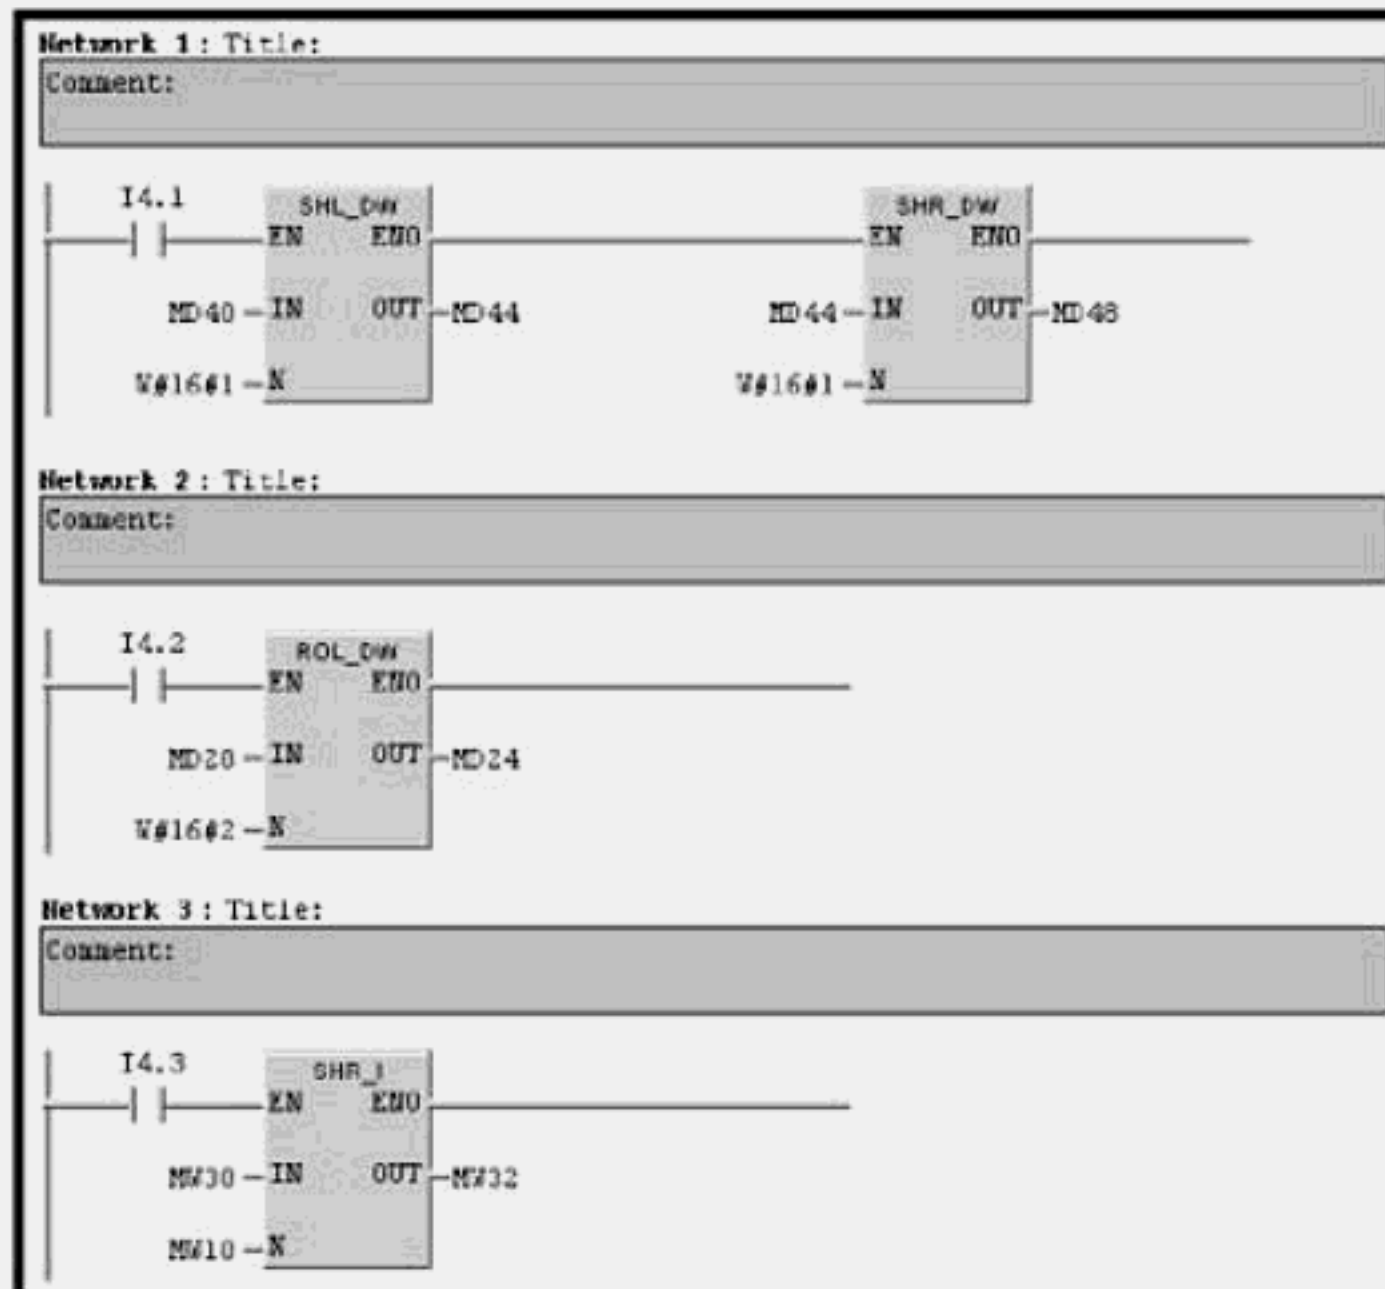 Network 1: Title:
Comment:
I4.1
SHL_DW
SHR_DW
EN ENO
EN ENO
MD40 IN OUT MD44
MD44 IN OUT MD48
W#16#1 N
W#16#1 N
Network 2: Title:
Comment:
I4.2
ROL_DW
EN ENO
MD20 IN OUT MD24
W#16#2 N
Network 3: Title:
Comment:
I4.3
SHR_I
EN ENO
MW30 IN OUT MW32
MW10 N